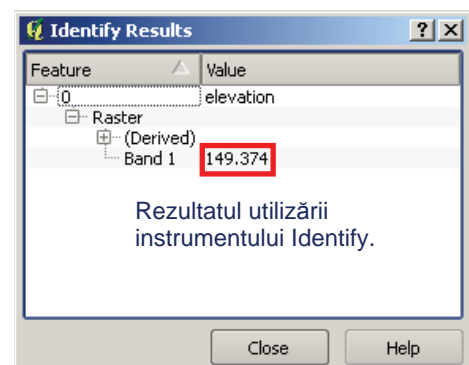 Identify Results
Feature Value
0 elevation
Raster
(Derived)
Band 1 149.374
Rezultatul utilizării
instrumentului Identify.
Close Help